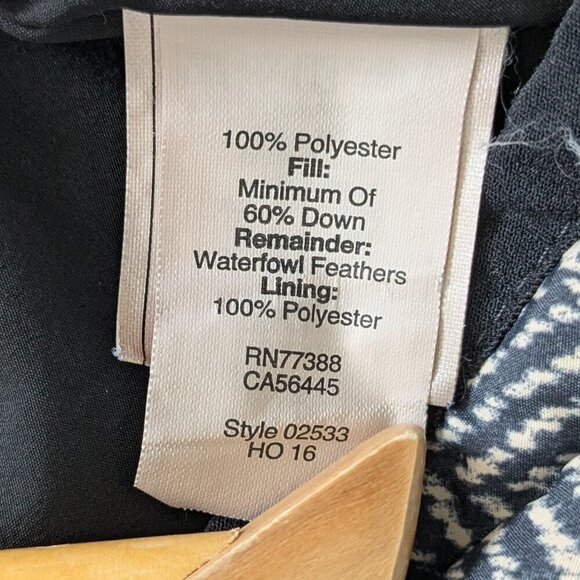 100% Polyester
Fill:
Minimum Of
60% Down
Remainder:
Waterfowl Feathers
Lining:
100% Polyester
RN77388
CA56445
Style 02533
HO 16